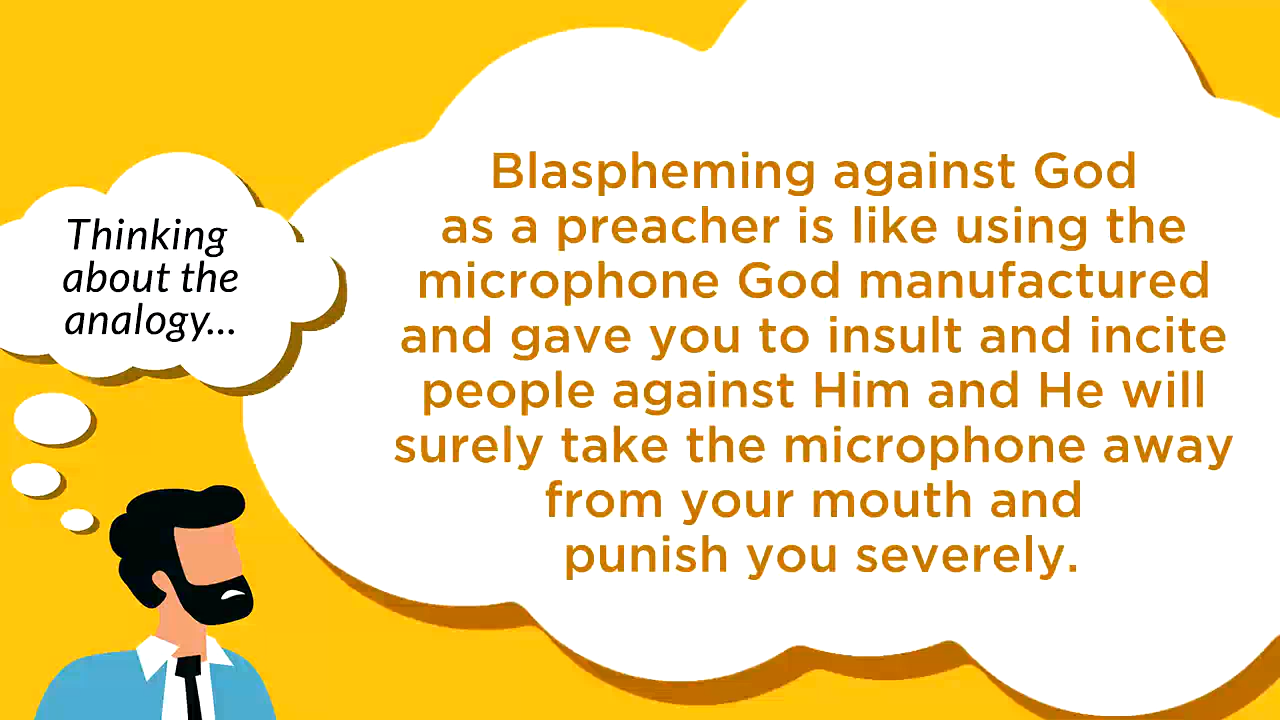 Thinking
about the
analogy...
Blaspheming against God
as a preacher is like using the
microphone God manufactured
and gave you to insult and incite
people against Him and He will
surely take the microphone away
from your mouth and
punish you severely.